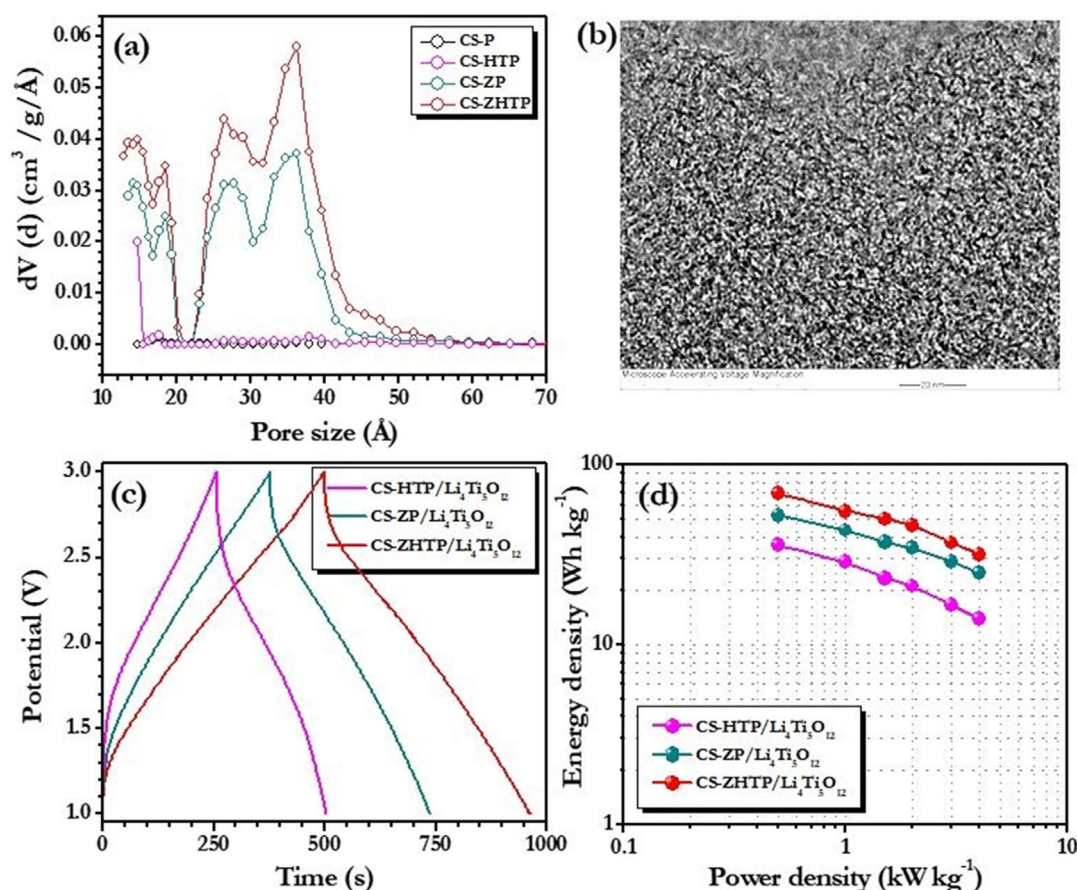 (a)
CS-P
CS-HTP
CS-ZP
CS-ZHTP
dV (d) (cm³/g/Å)
0.06
0.05
0.04
0.03
0.02
0.01
0.00
10 20 30 40 50 60 70
Pore size (Å)
(b)
Microscope Accelerating Voltage Magnification
20 nm
(c)
CS-HTP/Li₄Ti₅O₁₂
CS-ZP/Li₄Ti₅O₁₂
CS-ZHTP/Li₄Ti₅O₁₂
Potential (V)
3.0
2.5
2.0
1.5
1.0
0 250 500 750 1000
Time (s)
(d)
Energy density (Wh kg⁻¹)
100
10
1
CS-HTP/Li₄Ti₅O₁₂
CS-ZP/Li₄Ti₅O₁₂
CS-ZHTP/Li₄Ti₅O₁₂
0.1 1 10
Power density (kW kg⁻¹)